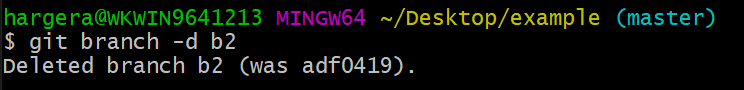 hargera@WKWIN9641213 MINGW64 ~/Desktop/example (master)
$ git branch -d b2
Deleted branch b2 (was adf0419).